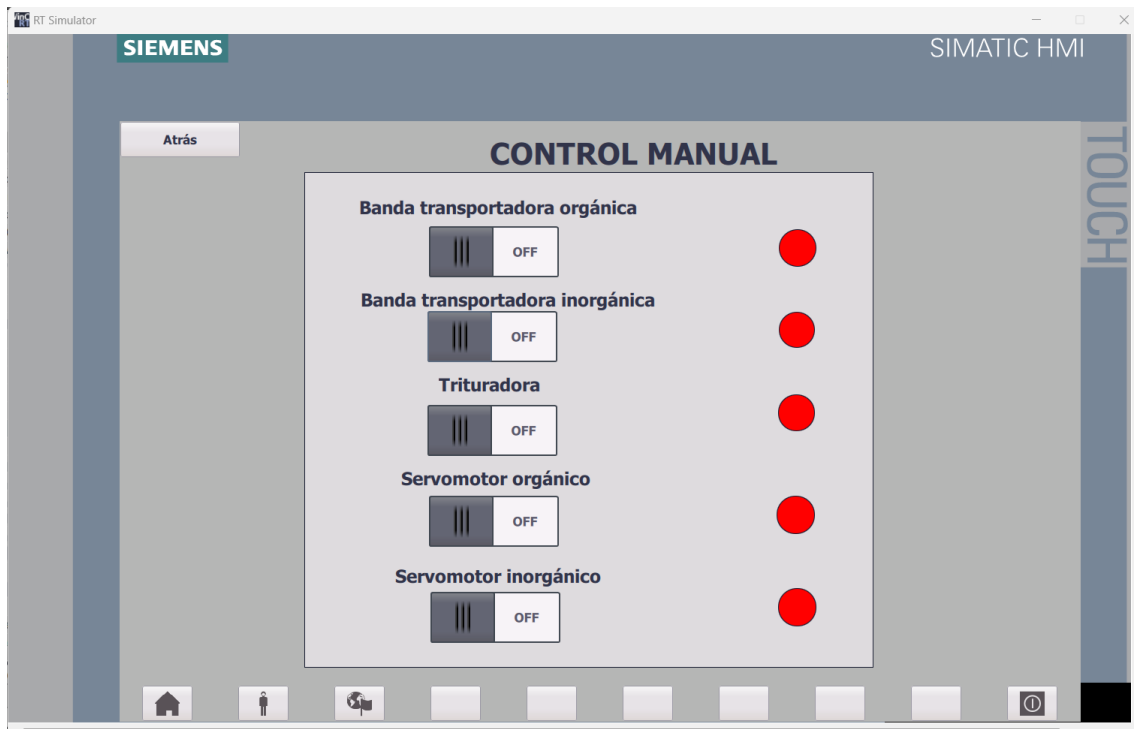 RT Simulator
SIEMENS
SIMATIC HMI
TOUCH
Atrás
CONTROL MANUAL
Banda transportadora orgánica
OFF
Banda transportadora inorgánica
OFF
Trituradora
OFF
Servomotor orgánico
OFF
Servomotor inorgánico
OFF